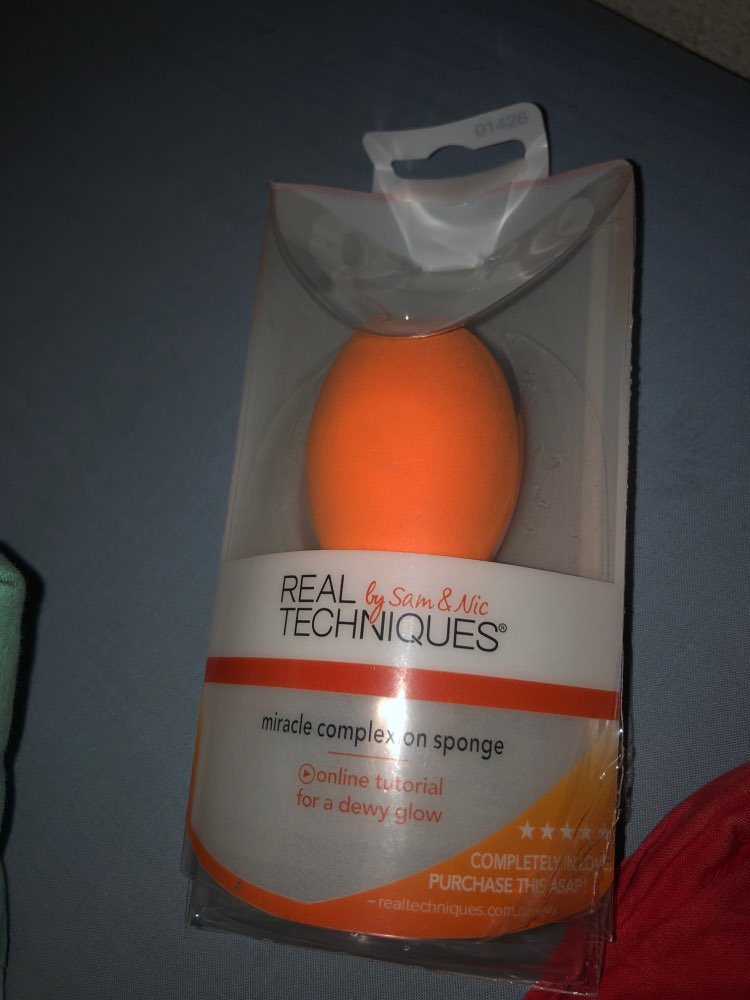 01426
REAL by Sam & Nic
TECHNIQUES®
miracle complexion sponge
online tutorial
for a dewy glow
COMPLETELY IN
PURCHASE THIS ASAP!
– realtechniques.com